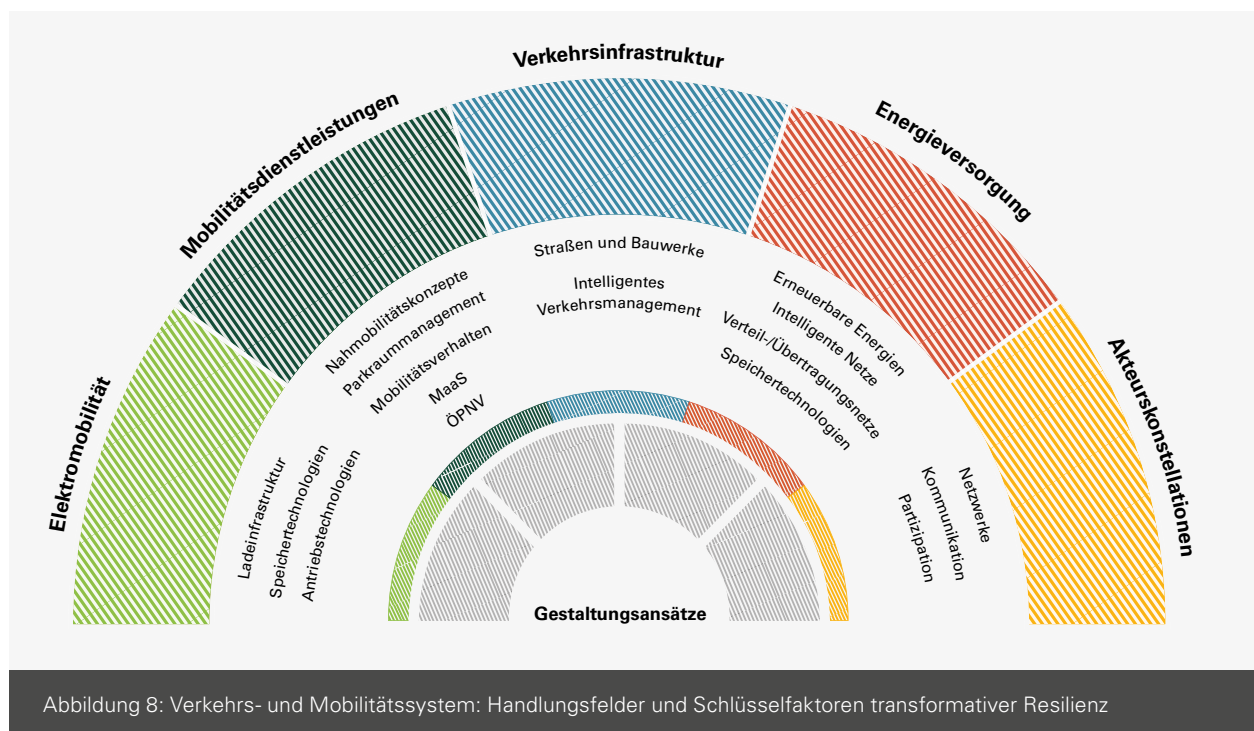 Verkehrsinfrastruktur
Mobilitätsdienstleistungen
Energieversorgung
Elektromobilität
Akteurskonstellationen
Ladeinfrastruktur
Speichertechnologien
Antriebstechnologien
Nahmobilitätskonzepte
Parkraummanagement
Mobilitätsverhalten
MaaS
ÖPNV
Straßen und Bauwerke
Intelligentes
Verkehrsmanagement
Erneuerbare Energien
Intelligente Netze
Verteil-/Übertragungsnetze
Speichertechnologien
Netzwerke
Kommunikation
Partizipation
Gestaltungsansätze
Abbildung 8: Verkehrs- und Mobilitätssystem: Handlungsfelder und Schlüsselfaktoren transformativer Resilienz